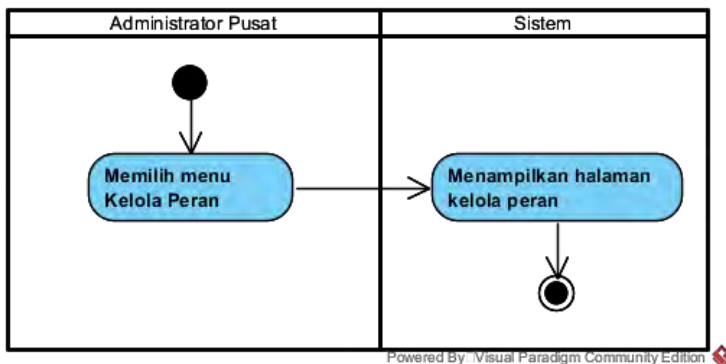 Administrator Pusat
Sistem
Memilih menu
Kelola Peran
Menampilkan halaman
kelola peran
Powered By Visual Paradigm Community Edition